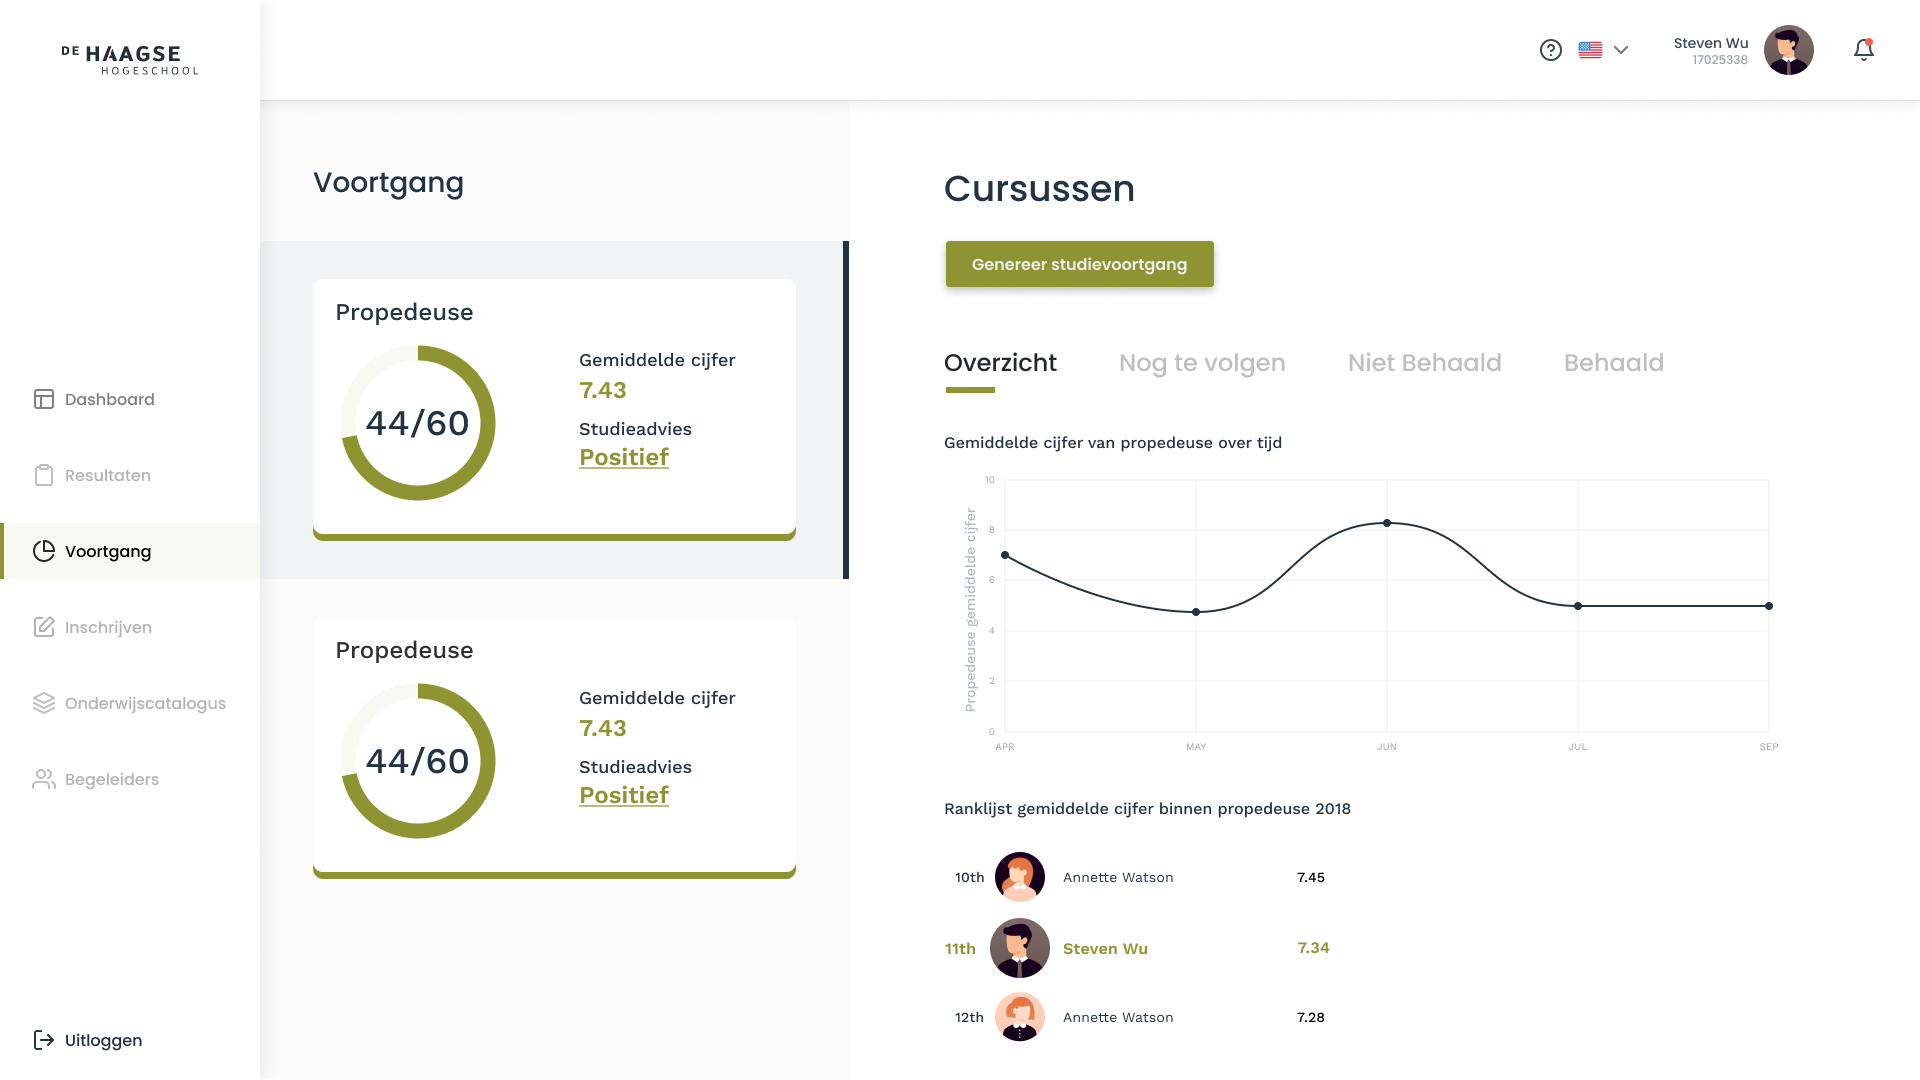 DE HAAGSE
HOGESCHOOL
Steven Wu
17025338
Dashboard
Resultaten
Voortgang
Inschrijven
Onderwijscatalogus
Begeleiders
Uitloggen
Voortgang
Propedeuse
44/60
Gemiddelde cijfer
7.43
Studieadvies
Positief
Propedeuse
44/60
Gemiddelde cijfer
7.43
Studieadvies
Positief
Cursussen
Genereer studievoortgang
Overzicht Nog te volgen Niet Behaald Behaald
Gemiddelde cijfer van propedeuse over tijd
Propedeuse gemiddelde cijfer
10
8
6
4
2
0
APR MAY JUN JUL SEP
Ranklijst gemiddelde cijfer binnen propedeuse 2018
10th Annette Watson 7.45
11th Steven Wu 7.34
12th Annette Watson 7.28